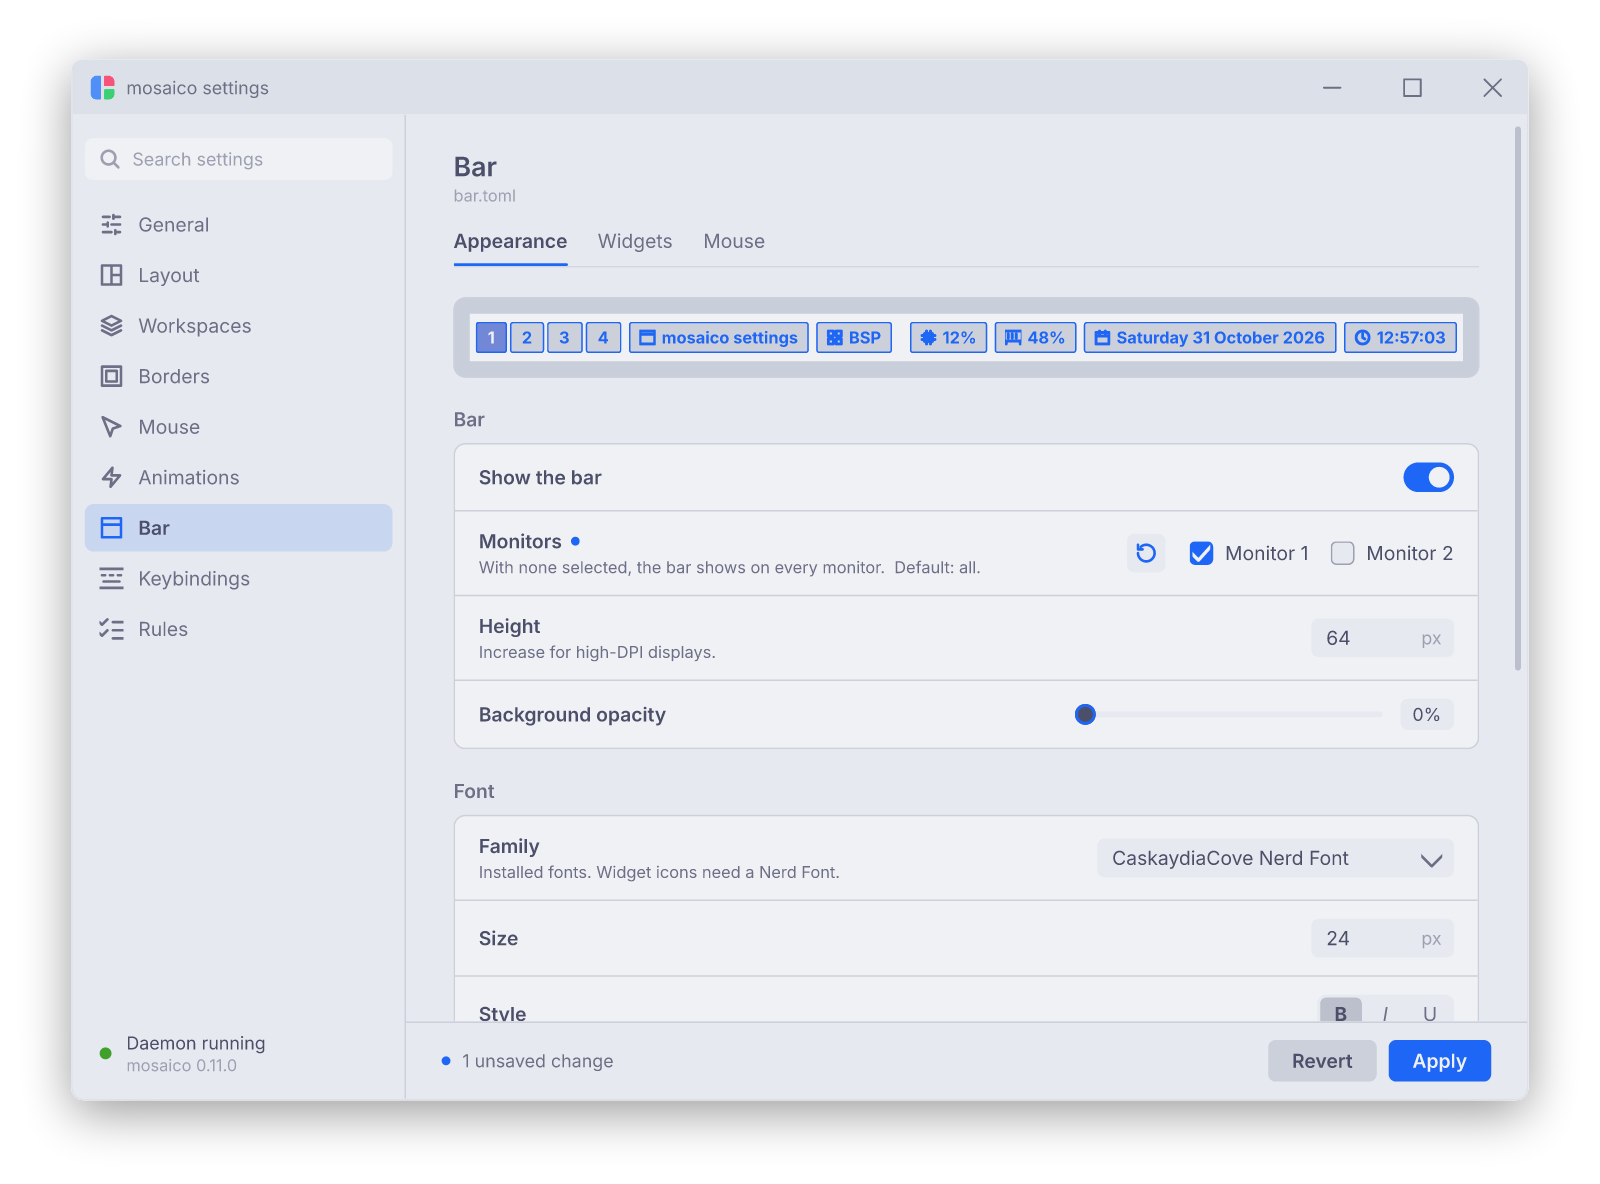 mosaico settings
Search settings
General
Layout
Workspaces
Borders
Mouse
Animations
Bar
Keybindings
Rules
Daemon running
mosaico 0.11.0
Bar
bar.toml
Appearance Widgets Mouse
1 2 3 4 mosaico settings BSP 12% 48% Saturday 31 October 2026 12:57:03
Bar
Show the bar
Monitors
With none selected, the bar shows on every monitor. Default: all.
Monitor 1 Monitor 2
Height
Increase for high-DPI displays.
64 px
Background opacity
0%
Font
Family
Installed fonts. Widget icons need a Nerd Font.
CaskaydiaCove Nerd Font
Size
24 px
Style
B I U
1 unsaved change
Revert Apply